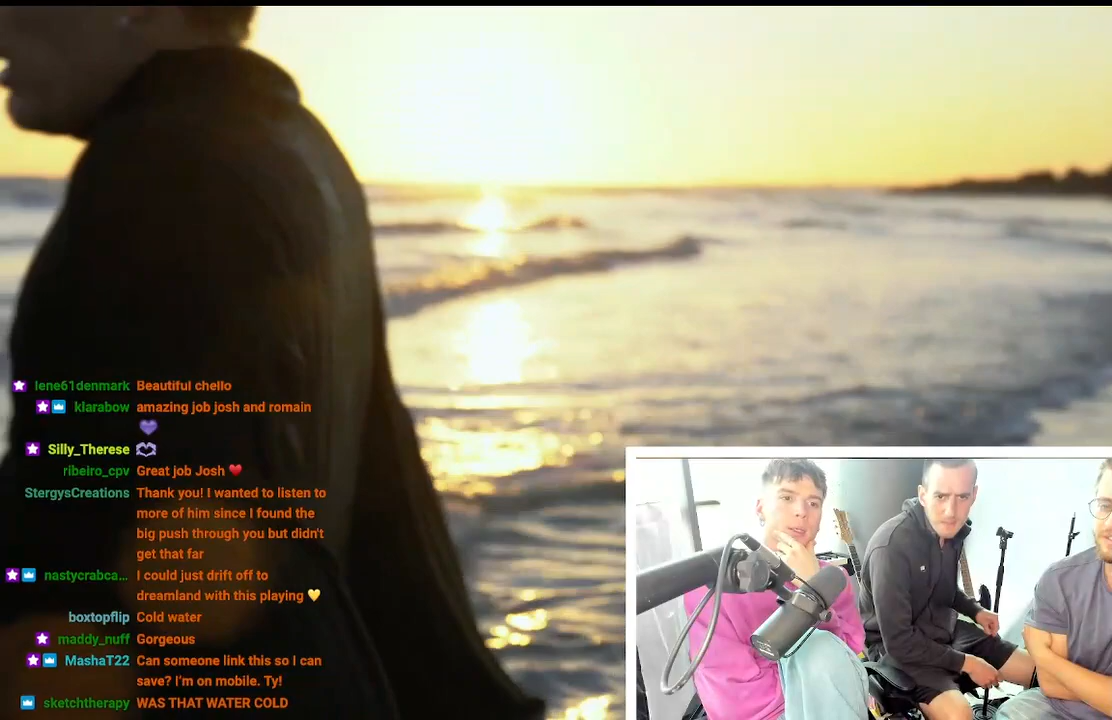 lene61denmark Beautiful chello
klarabow amazing job josh and romain
💜
Silly_Therese
ribeiro_cpv Great job Josh ❤️
StergysCreations Thank you! I wanted to listen to
more of him since I found the
big push through you but didn't
get that far
nastycrabca... I could just drift off to
dreamland with this playing 💛
boxtopflip Cold water
maddy_nuff Gorgeous
MashaT22 Can someone link this so I can
save? I'm on mobile. Ty!
sketchtherapy WAS THAT WATER COLD